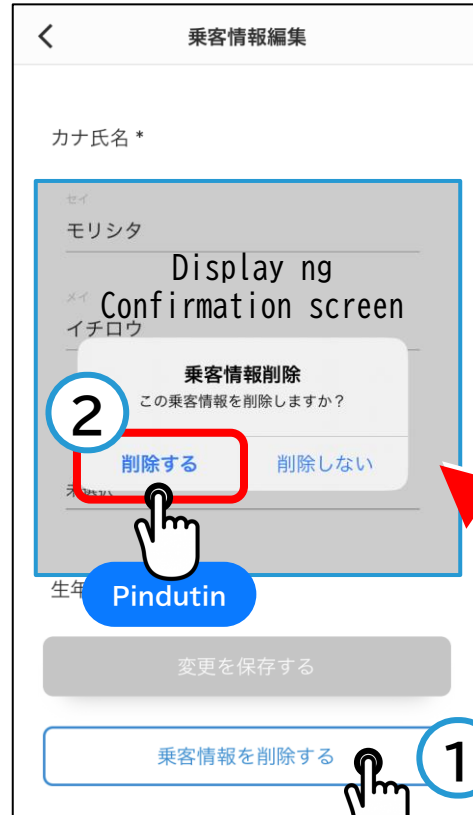 乗客情報編集
カナ氏名 *
セイ
モリシタ
Display ng
Confirmation screen
メイ
イチロウ
乗客情報削除
この乗客情報を削除しますか？
2
削除する
削除しない
未選択
Pindutin
生年
変更を保存する
乗客情報を削除する
1